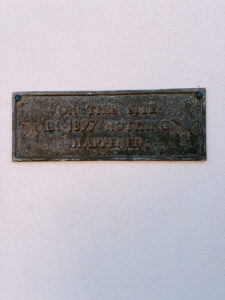 ON THIS SITE
IN 1897 NOTHING
HAPPENED